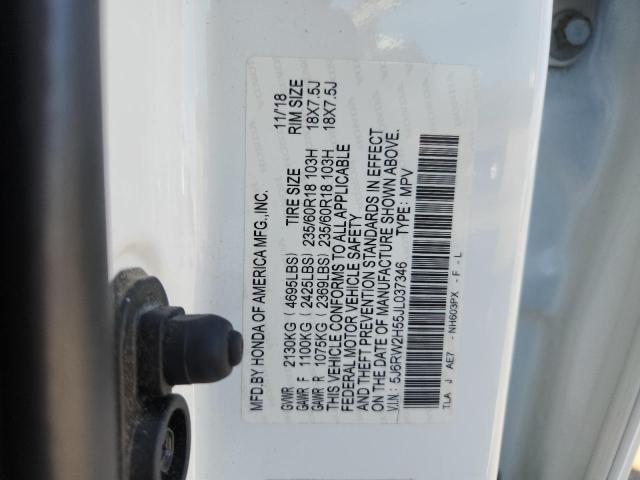 MFD.BY HONDA OF AMERICA MFG.,INC. 11/18
TIRE SIZE RIM SIZE
GVWR 2130KG ( 4695LBS)
GAWR F 1100KG ( 2425LBS) 235/60R18 103H 18X7.5J
GAWR R 1075KG ( 2369LBS) 235/60R18 103H 18X7.5J
THIS VEHICLE CONFORMS TO ALL APPLICABLE
FEDERAL MOTOR VEHICLE SAFETY
AND THEFT PREVENTION STANDARDS IN EFFECT
ON THE DATE OF MANUFACTURE SHOWN ABOVE.
V.I.N.: 5J6RW2H55JL037346 TYPE: MPV
TLA J AE7 - NH603PX - F - L